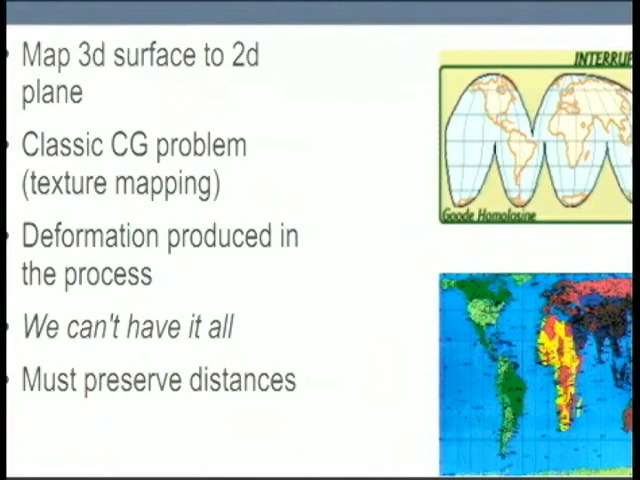 Map 3d surface to 2d
plane
Classic CG problem
(texture mapping)
Deformation produced in
the process
We can't have it all
Must preserve distances
INTERRUP
Goode Homolosine